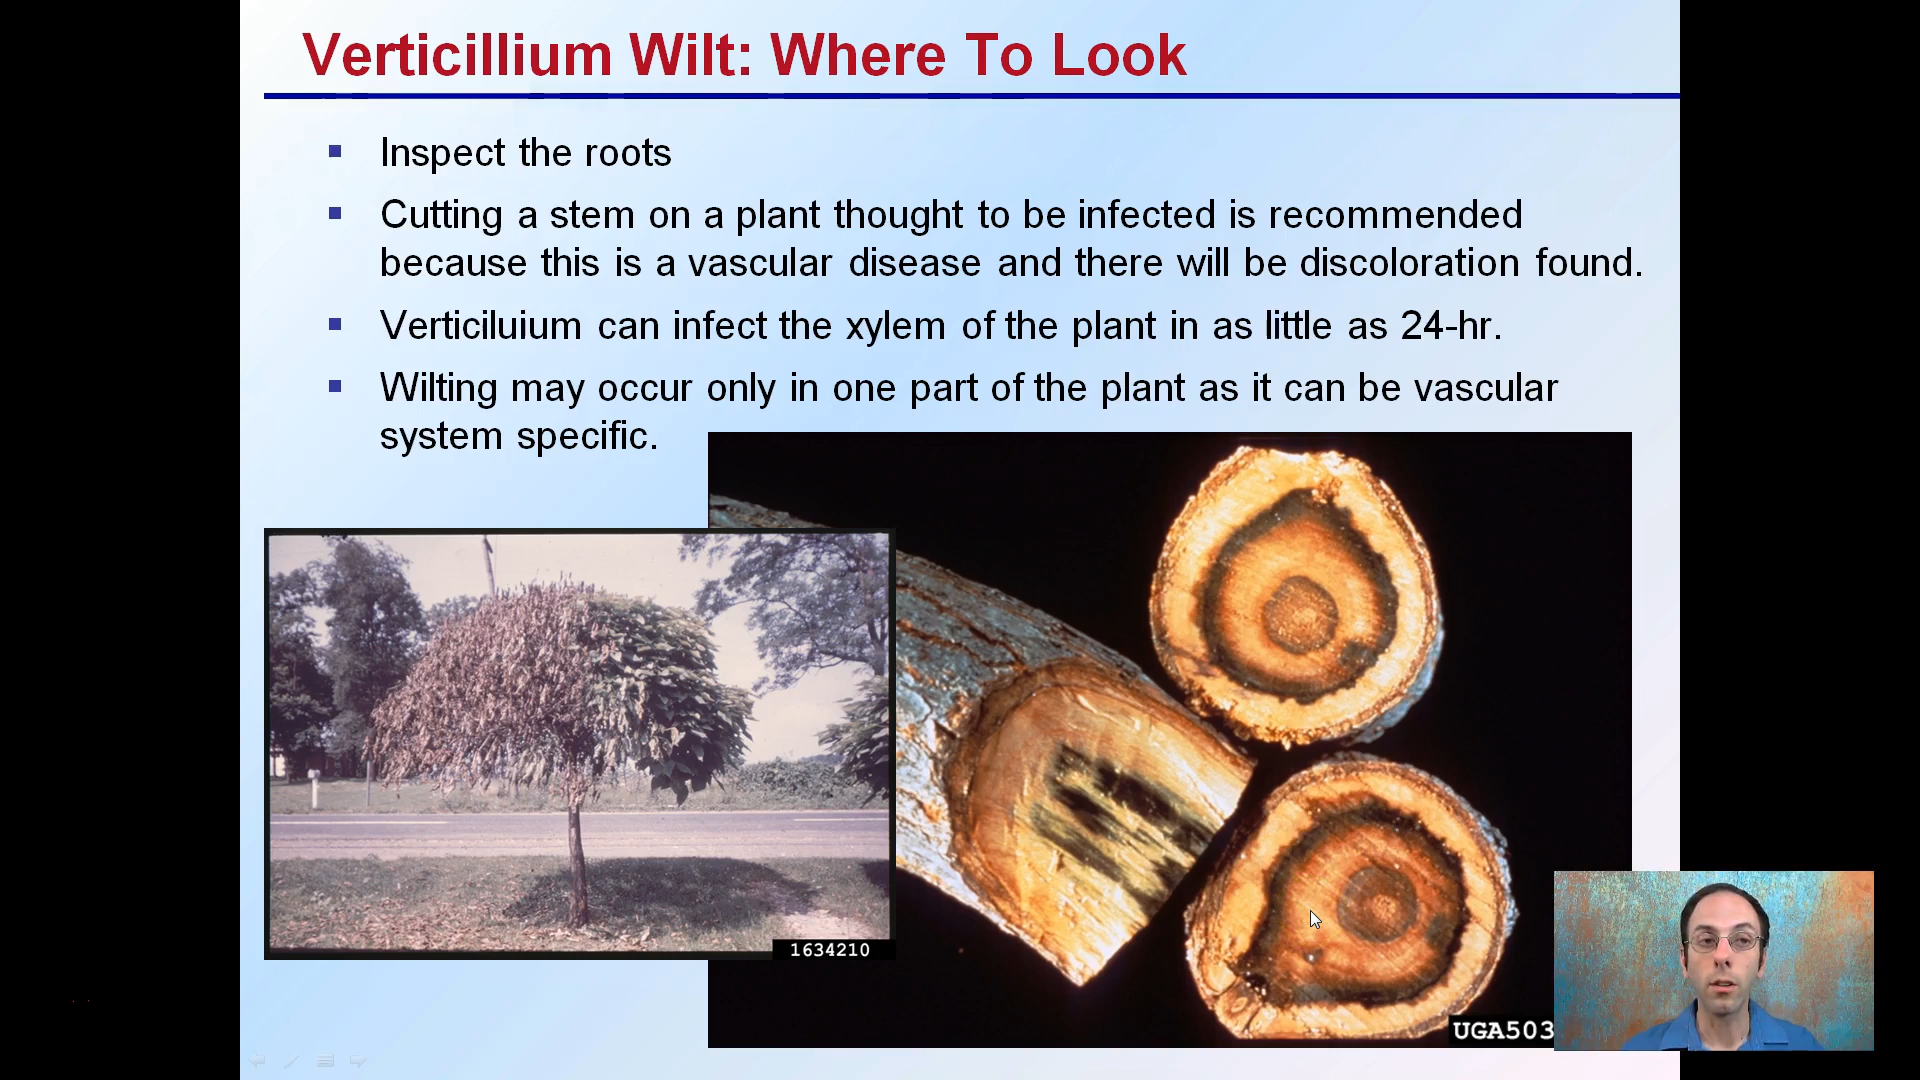 Verticillium Wilt: Where To Look
Inspect the roots
Cutting a stem on a plant thought to be infected is recommended
because this is a vascular disease and there will be discoloration found.
Verticiluium can infect the xylem of the plant in as little as 24-hr.
Wilting may occur only in one part of the plant as it can be vascular
system specific.
1634210
UGA503